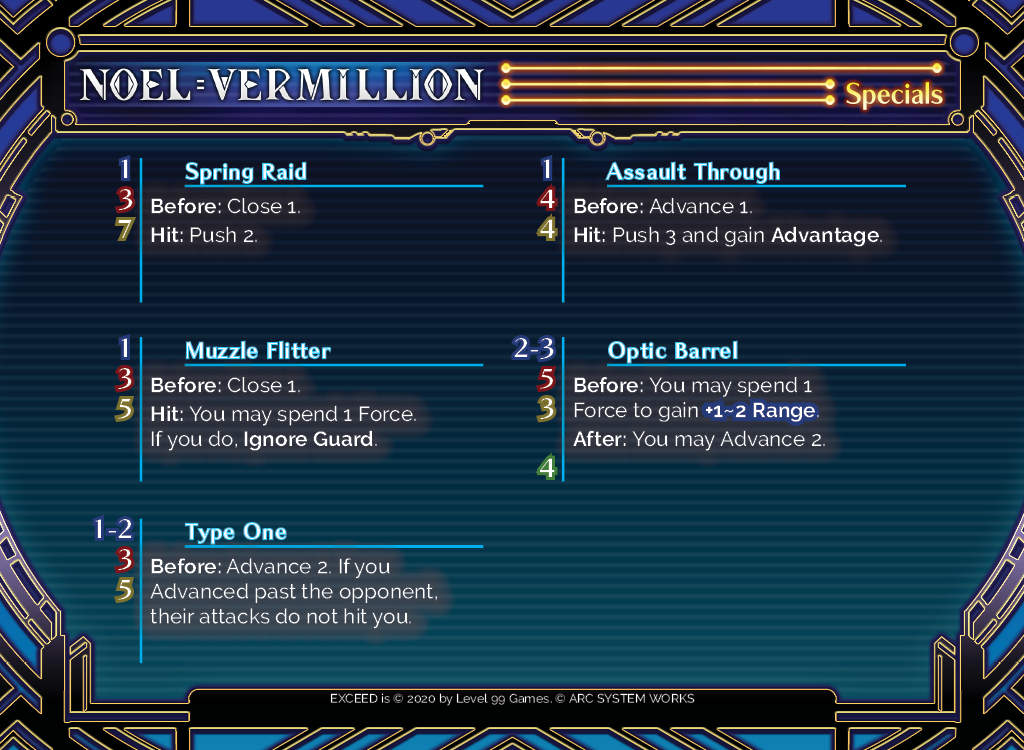 NOEL=VERMILLION
Specials
1
Spring Raid
3
Before: Close 1.
7
Hit: Push 2.
1
Assault Through
4
Before: Advance 1.
4
Hit: Push 3 and gain Advantage.
1
Muzzle Flitter
3
Before: Close 1.
5
Hit: You may spend 1 Force.
If you do, Ignore Guard.
2-3
Optic Barrel
5
Before: You may spend 1
3
Force to gain +1~2 Range.
After: You may Advance 2.
4
1-2
Type One
3
Before: Advance 2. If you
5
Advanced past the opponent,
their attacks do not hit you.
EXCEED is © 2020 by Level 99 Games. © ARC SYSTEM WORKS